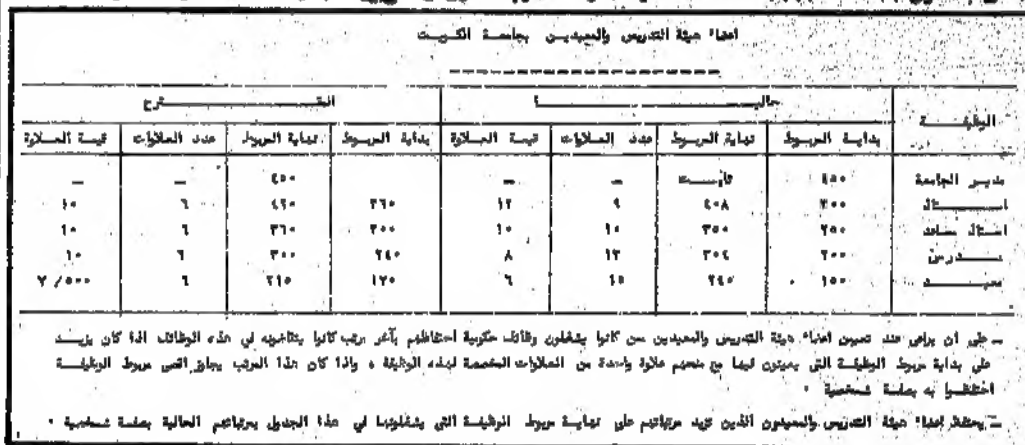 اعضاء هيئة التدريس والمعيدين بجامعة الكويت
الوظيفة | حاليا | المقترح
بداية المربوط | نهاية المربوط | عدد العلاوات | قيمة العلاوة | بداية المربوط | نهاية المربوط | عدد العلاوات | قيمة العلاوة
مدير الجامعة | ٤٥٠ | ثابت | — | — | | ٤٥٠ | — | —
استاذ | ٣٠٠ | ٤٠٨ | ٩ | ١٢ | ٣٦٠ | ٤٢٠ | ٦ | ١٠
استاذ مساعد | ٢٥٠ | ٣٥٠ | ١٠ | ١٠ | ٣٠٠ | ٣٦٠ | ٦ | ١٠
مدرس | ٢٠٠ | ٣٠٤ | ١٣ | ٨ | ٢٤٠ | ٣٠٠ | ٦ | ١٠
معيد | ١٥٠ | ٢٤٠ | ١٥ | ٦ | ١٧٠ | ٢١٥ | ٦ | ٧/٥٠٠
ـ على أن يراعى عند تعيين اعضاء هيئة التدريس والمعيدين ممن كانوا يشغلون وظائف حكومية احتفاظهم بآخر مرتب كانوا يتقاضونه في هذه الوظائف اذا كان يزيد
على بداية مربوط الوظيفة التي يعينون فيها مع منحهم علاوة واحدة من العلاوات المخصصة لهذه الوظيفة ، واذا كان هذا المرتب يجاوز اقصى مربوط الوظيفة
احتفظوا به بصفة شخصية ٠
ـ يحتفظ اعضاء هيئة التدريس والمعيدون الذين تزيد مرتباتهم على نهاية مربوط الوظيفة التي يشغلونها في هذا الجدول بمرتباتهم الحالية بصفة شخصية ٠